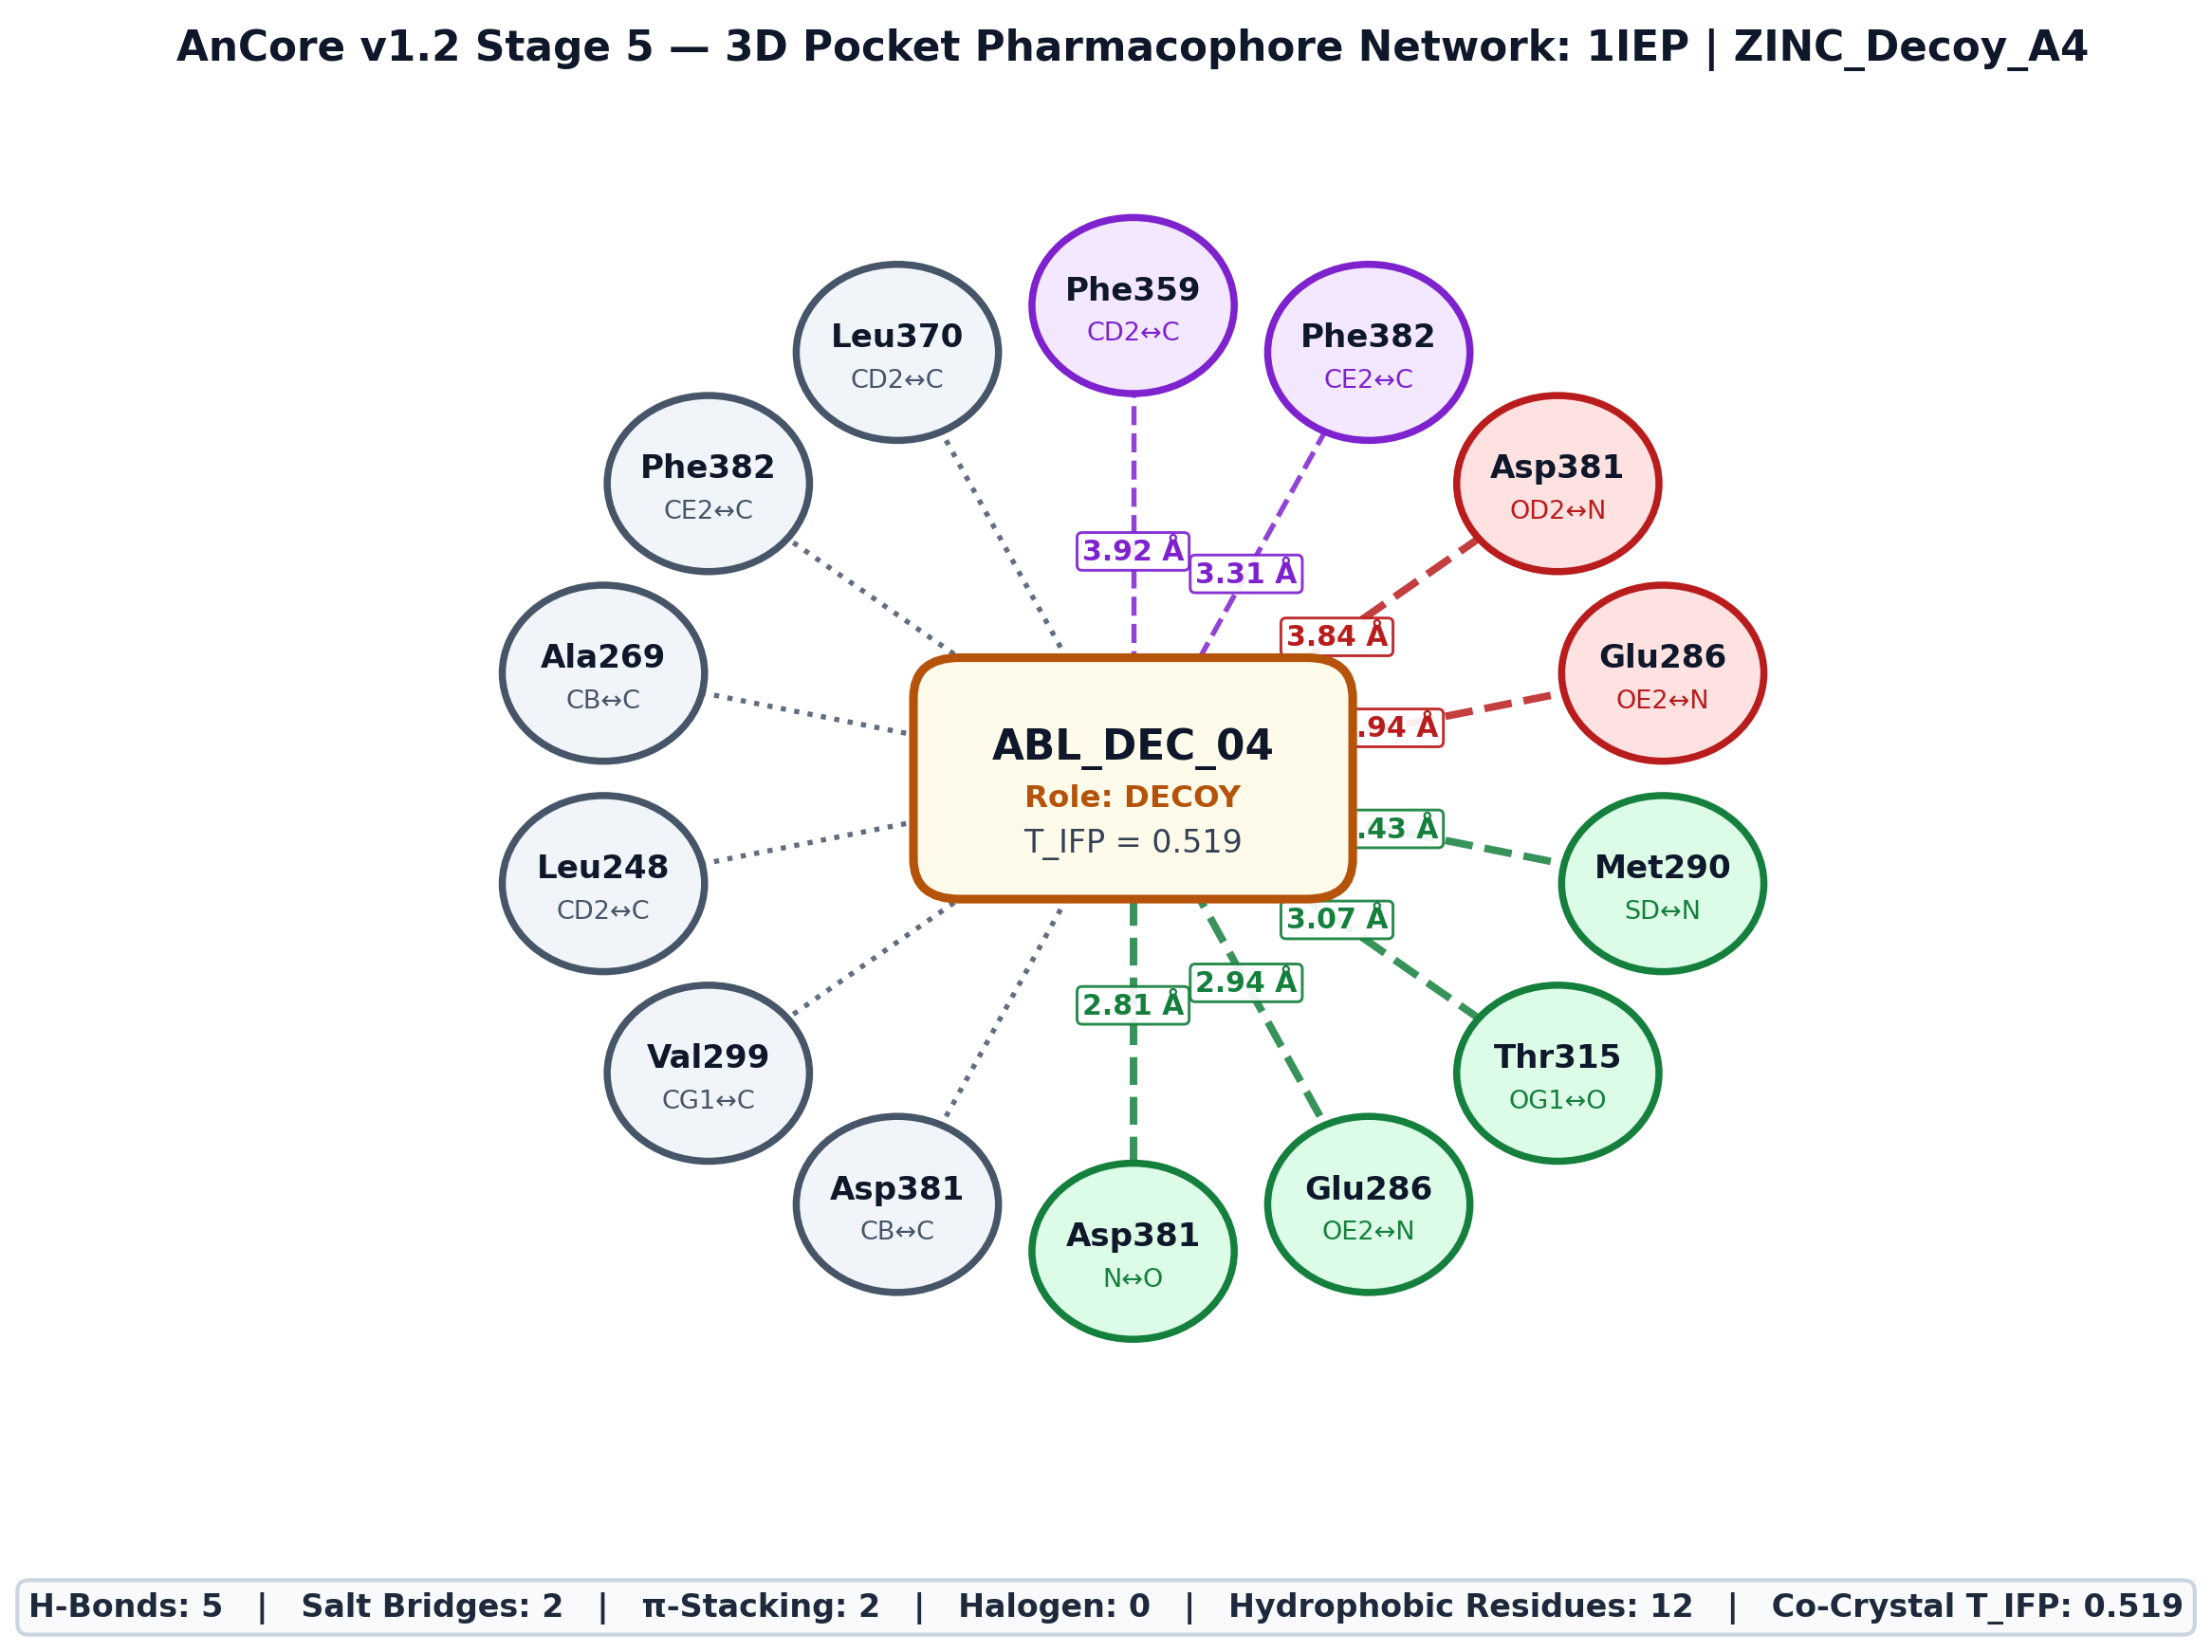 AnCore v1.2 Stage 5 — 3D Pocket Pharmacophore Network: 1IEP | ZINC_Decoy_A4
Phe359
CD2↔C
Leu370
CD2↔C
Phe382
CE2↔C
Phe382
CE2↔C
Asp381
OD2↔N
3.92 Å
3.31 Å
3.84 Å
Ala269
CB↔C
Glu286
OE2↔N
.94 Å
ABL_DEC_04
Role: DECOY
T_IFP = 0.519
.43 Å
Leu248
CD2↔C
Met290
SD↔N
3.07 Å
2.94 Å
2.81 Å
Val299
CG1↔C
Thr315
OG1↔O
Asp381
CB↔C
Glu286
OE2↔N
Asp381
N↔O
H-Bonds: 5 | Salt Bridges: 2 | π-Stacking: 2 | Halogen: 0 | Hydrophobic Residues: 12 | Co-Crystal T_IFP: 0.519